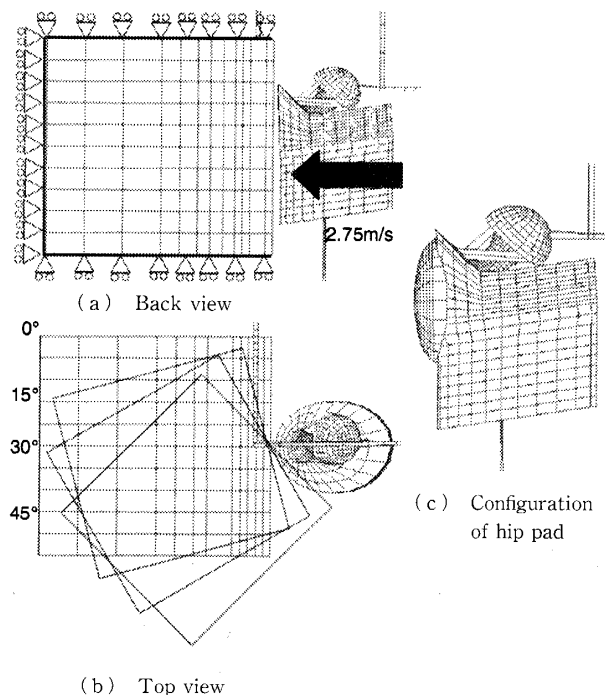 2.75m/s
(a) Back view
0°
15°
30°
45°
(b) Top view
(c) Configuration
of hip pad